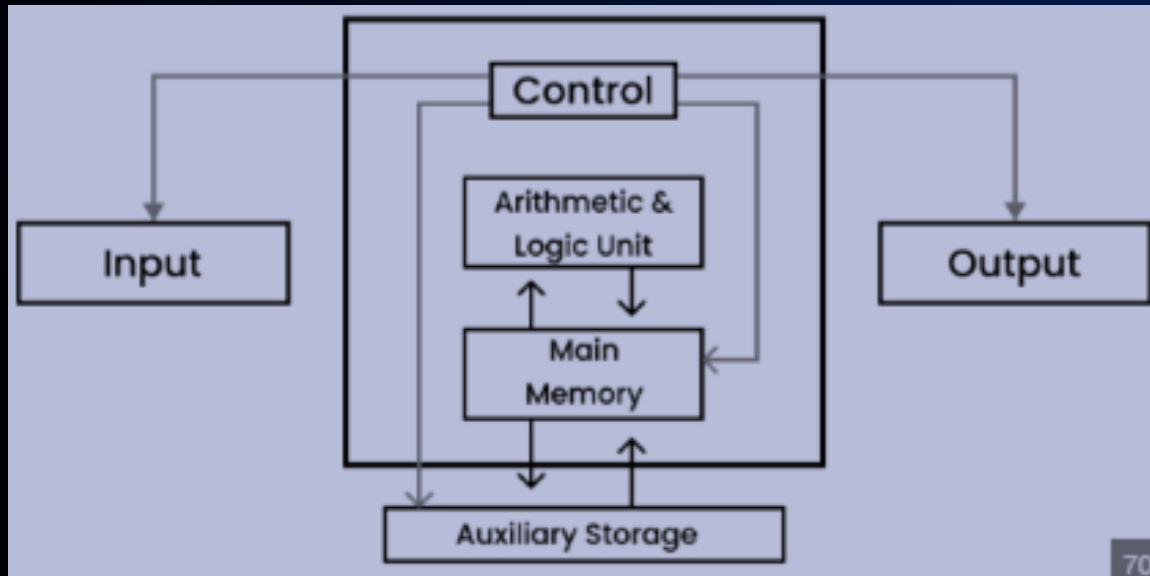 Control
Arithmetic &
Logic Unit
Input
Output
Main
Memory
Auxiliary Storage
70